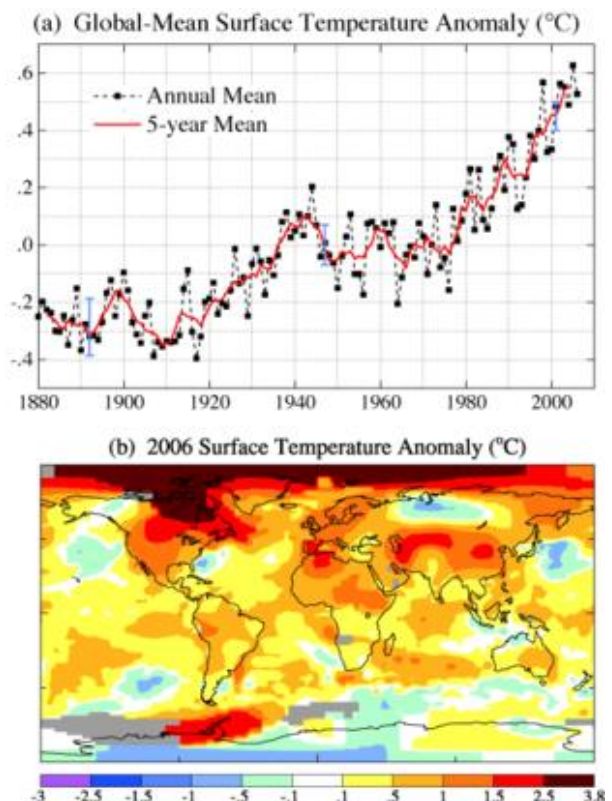 (a) Global-Mean Surface Temperature Anomaly (°C)
.6
Annual Mean
5-year Mean
.4
.2
.0
-.2
-.4
1880 1900 1920 1940 1960 1980 2000
(b) 2006 Surface Temperature Anomaly (°C)
-3 -2.5 -1.5 -1 -.5 -.1 .1 .5 1 1.5 2.5 3.8